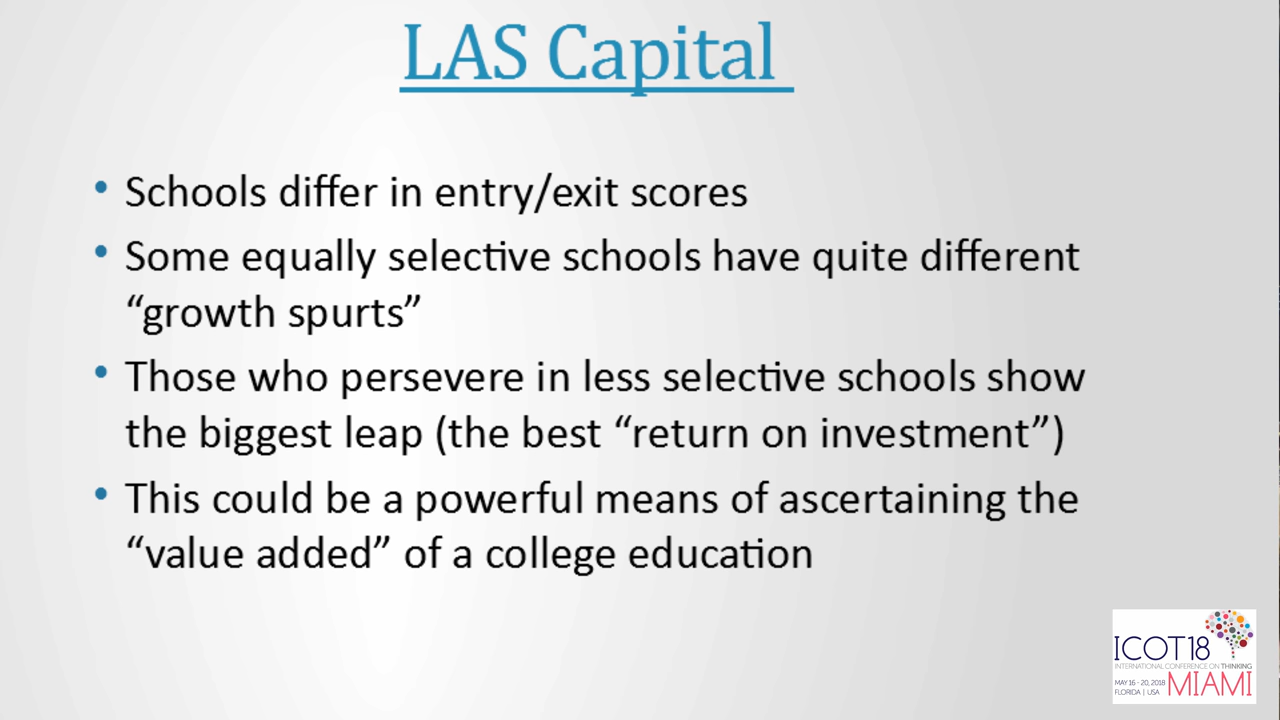 LAS Capital
• Schools differ in entry/exit scores
• Some equally selective schools have quite different
“growth spurts”
• Those who persevere in less selective schools show
the biggest leap (the best “return on investment”)
• This could be a powerful means of ascertaining the
“value added” of a college education
ICOT18
INTERNATIONAL CONFERENCE ON THINKING
MAY 16 - 20, 2018
FLORIDA | USA
MIAMI